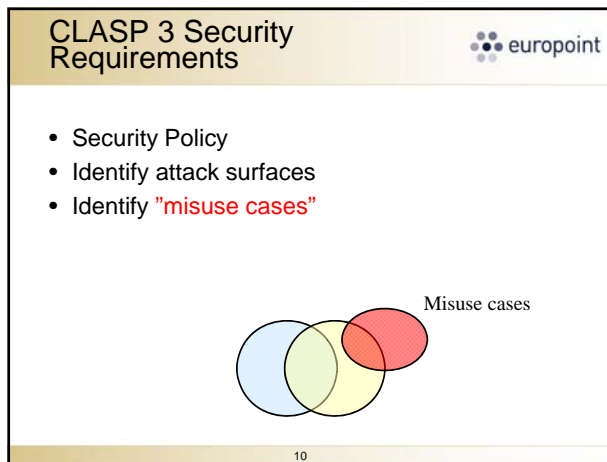 CLASP 3 Security
Requirements
europoint
• Security Policy
• Identify attack surfaces
• Identify ”misuse cases”
Misuse cases
10